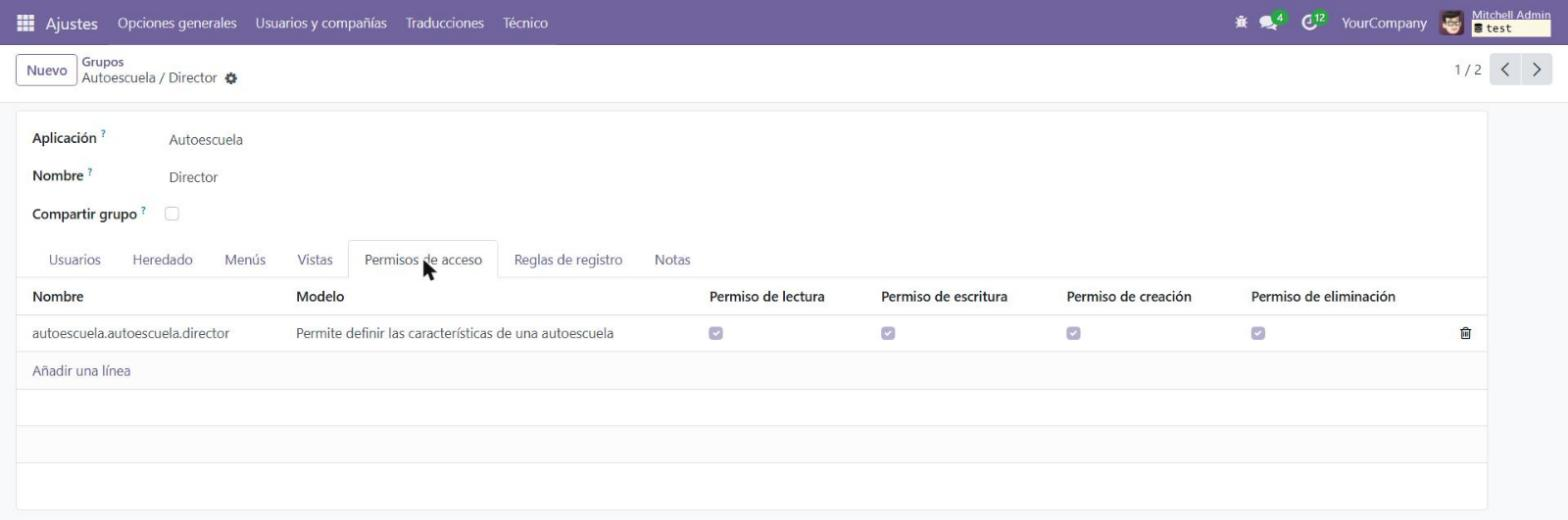 Ajustes Opciones generales Usuarios y compañías Traducciones Técnico 4 12 YourCompany Mitchell Admin
test
Nuevo Grupos
Autoescuela / Director
1 / 2
Aplicación ? Autoescuela
Nombre ? Director
Compartir grupo ?
Usuarios Heredado Menús Vistas Permisos de acceso Reglas de registro Notas
Nombre Modelo Permiso de lectura Permiso de escritura Permiso de creación Permiso de eliminación
autoescuela.autoescuela.director Permite definir las características de una autoescuela
Añadir una línea